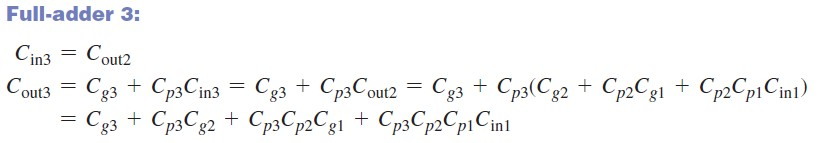 Full-adder 3:
Cin3 = Cout2
Cout3 = Cg3 + Cp3Cin3 = Cg3 + Cp3Cout2 = Cg3 + Cp3(Cg2 + Cp2Cg1 + Cp2Cp1Cin1)
= Cg3 + Cp3Cg2 + Cp3Cp2Cg1 + Cp3Cp2Cp1Cin1